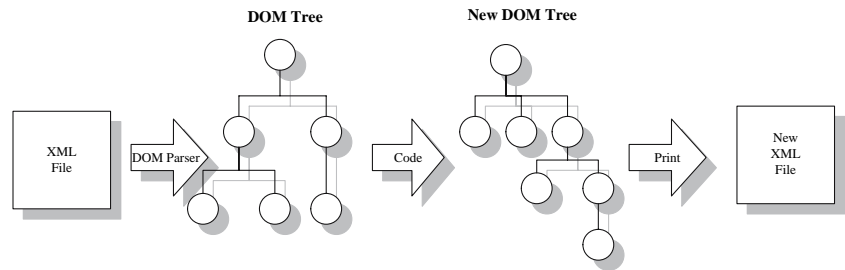 DOM Tree
New DOM Tree
XML
File
DOM Parser
Code
Print
New
XML
File